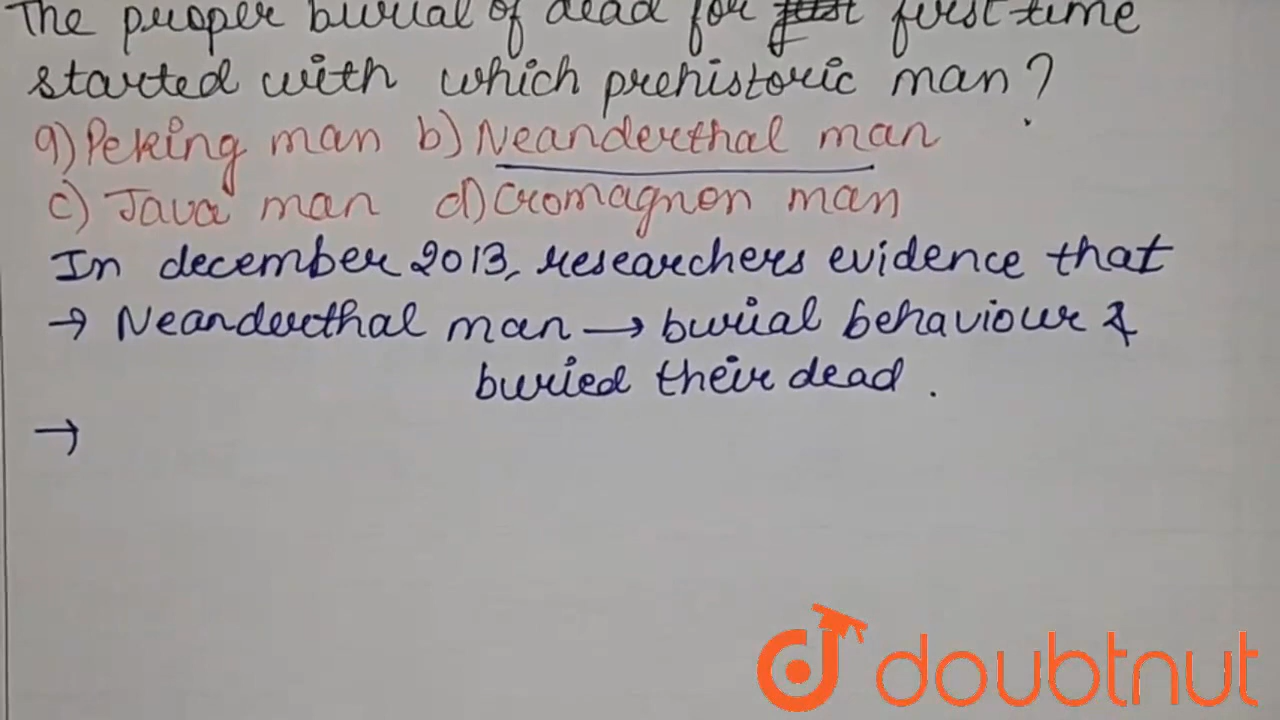 The proper burial of dead for first time
started with which prehistoric man?
a) Peking man b) Neanderthal man
c) Java man d) Cromagnon man
In december 2013, researchers evidence that
→ Neanderthal man → burial behaviour &
buried their dead .
→
doubtnut